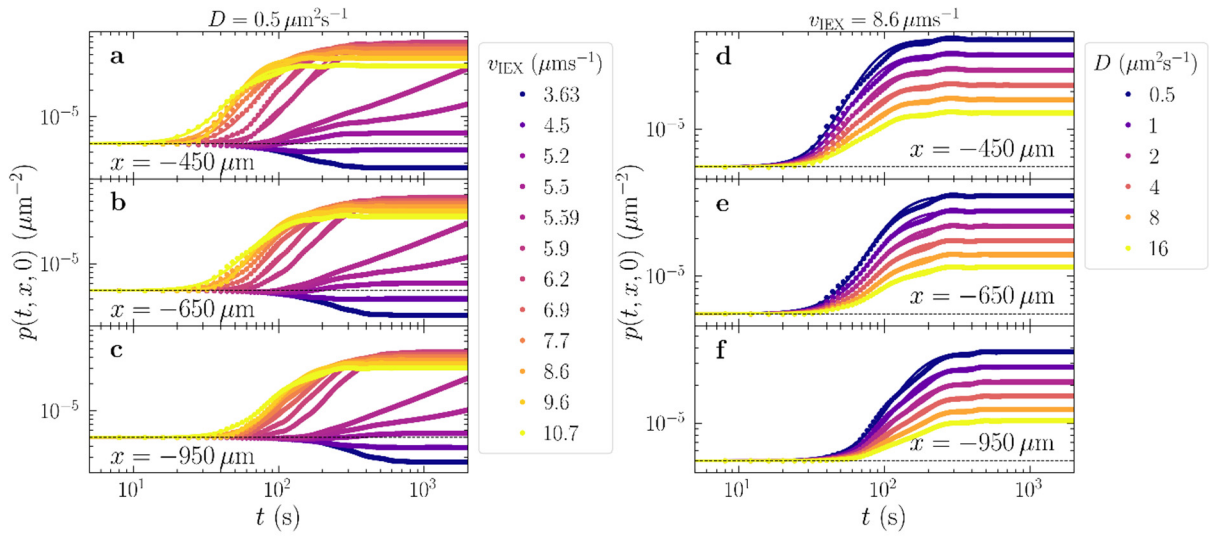 D = 0.5 μm²s⁻¹
a
10⁻⁵
x = −450 μm
b
10⁻⁵
x = −650 μm
c
10⁻⁵
x = −950 μm
10¹ 10² 10³
t (s)
p(t, x, 0) (μm⁻²)
v_IEX (μms⁻¹)
3.63
4.5
5.2
5.5
5.59
5.9
6.2
6.9
7.7
8.6
9.6
10.7
v_IEX = 8.6 μms⁻¹
d
10⁻⁵
x = −450 μm
e
10⁻⁵
x = −650 μm
f
10⁻⁵
x = −950 μm
10¹ 10² 10³
t (s)
p(t, x, 0) (μm⁻²)
D (μm²s⁻¹)
0.5
1
2
4
8
16